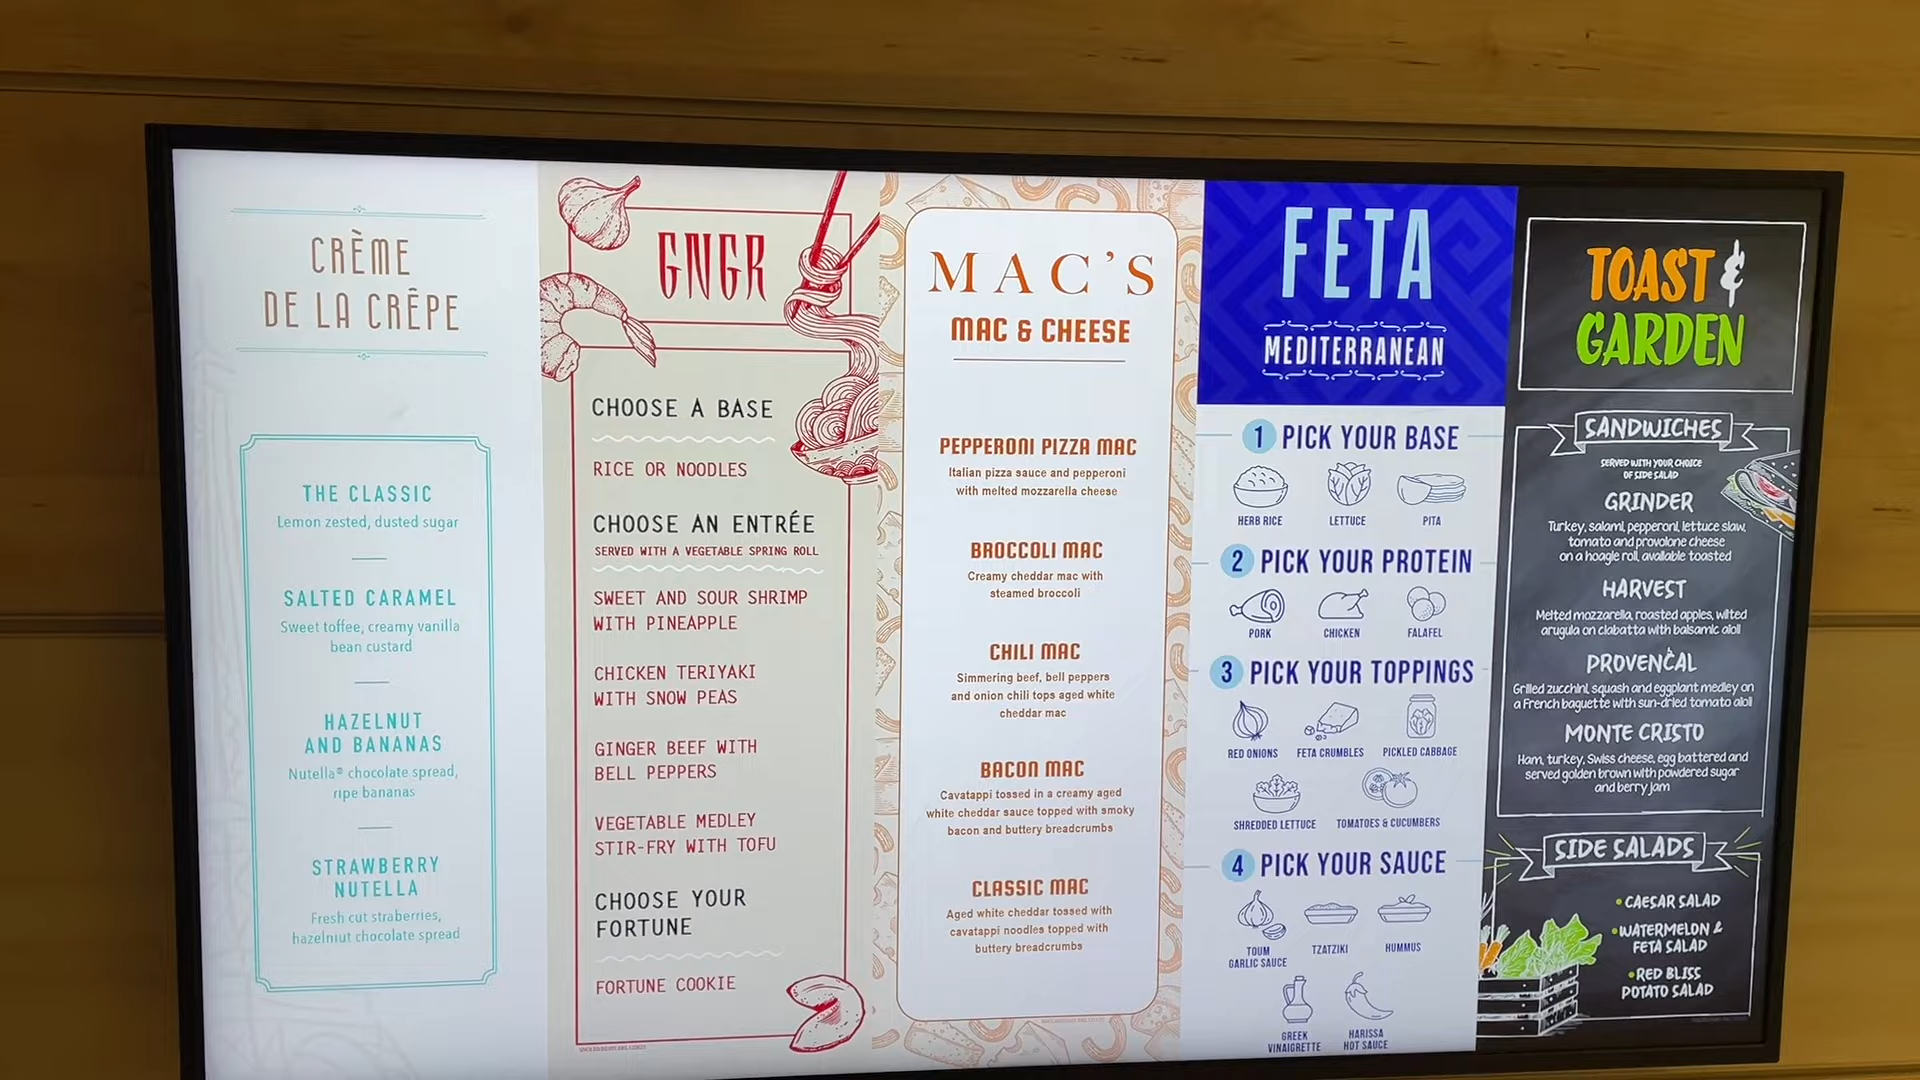 CRÈME
DE LA CRÊPE
THE CLASSIC
Lemon zested, dusted sugar
SALTED CARAMEL
Sweet toffee, creamy vanilla
bean custard
HAZELNUT
AND BANANAS
Nutella® chocolate spread,
ripe bananas
STRAWBERRY
NUTELLA
Fresh cut straberries,
hazelniut chocolate spread
GNGR
CHOOSE A BASE
RICE OR NOODLES
CHOOSE AN ENTRÉE
SERVED WITH A VEGETABLE SPRING ROLL
SWEET AND SOUR SHRIMP
WITH PINEAPPLE
CHICKEN TERIYAKI
WITH SNOW PEAS
GINGER BEEF WITH
BELL PEPPERS
VEGETABLE MEDLEY
STIR-FRY WITH TOFU
CHOOSE YOUR
FORTUNE
FORTUNE COOKIE
MAC'S
MAC & CHEESE
PEPPERONI PIZZA MAC
Italian pizza sauce and pepperoni
with melted mozzarella cheese
BROCCOLI MAC
Creamy cheddar mac with
steamed broccoli
CHILI MAC
Simmering beef, bell peppers
and onion chili tops aged white
cheddar mac
BACON MAC
Cavatappi tossed in a creamy aged
white cheddar sauce topped with smoky
bacon and buttery breadcrumbs
CLASSIC MAC
Aged white cheddar tossed with
cavatappi noodles topped with
buttery breadcrumbs
FETA
MEDITERRANEAN
1 PICK YOUR BASE
HERB RICE LETTUCE PITA
2 PICK YOUR PROTEIN
PORK CHICKEN FALAFEL
3 PICK YOUR TOPPINGS
RED ONIONS FETA CRUMBLES PICKLED CABBAGE
SHREDDED LETTUCE TOMATOES & CUCUMBERS
4 PICK YOUR SAUCE
TOUM
GARLIC SAUCE TZATZIKI HUMMUS
GREEK
VINAIGRETTE
HARISSA
HOT SAUCE
TOAST &
GARDEN
SANDWICHES
SERVED WITH YOUR CHOICE
OF SIDE SALAD
GRINDER
Turkey, salami, pepperoni, lettuce slaw,
tomato and provolone cheese
on a hoagie roll, available toasted
HARVEST
Melted mozzarella, roasted apples, wilted
arugula on ciabatta with balsamic aioli
PROVENÇAL
Grilled zucchini, squash and eggplant medley on
a French baguette with sun-dried tomato aioli
MONTE CRISTO
Ham, turkey, Swiss cheese, egg battered and
served golden brown with powdered sugar
and berry jam
SIDE SALADS
• CAESAR SALAD
• WATERMELON &
FETA SALAD
• RED BLISS
POTATO SALAD